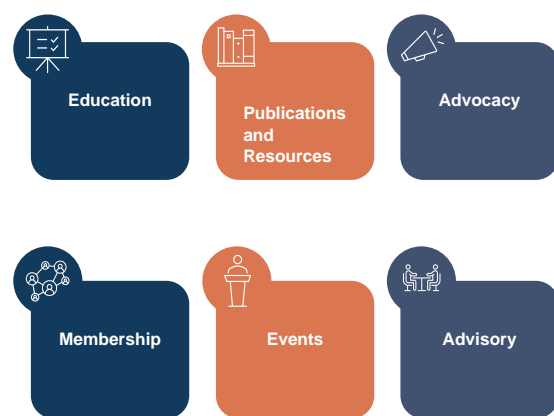 Education
Publications
and
Resources
Advocacy
Membership
Events
Advisory